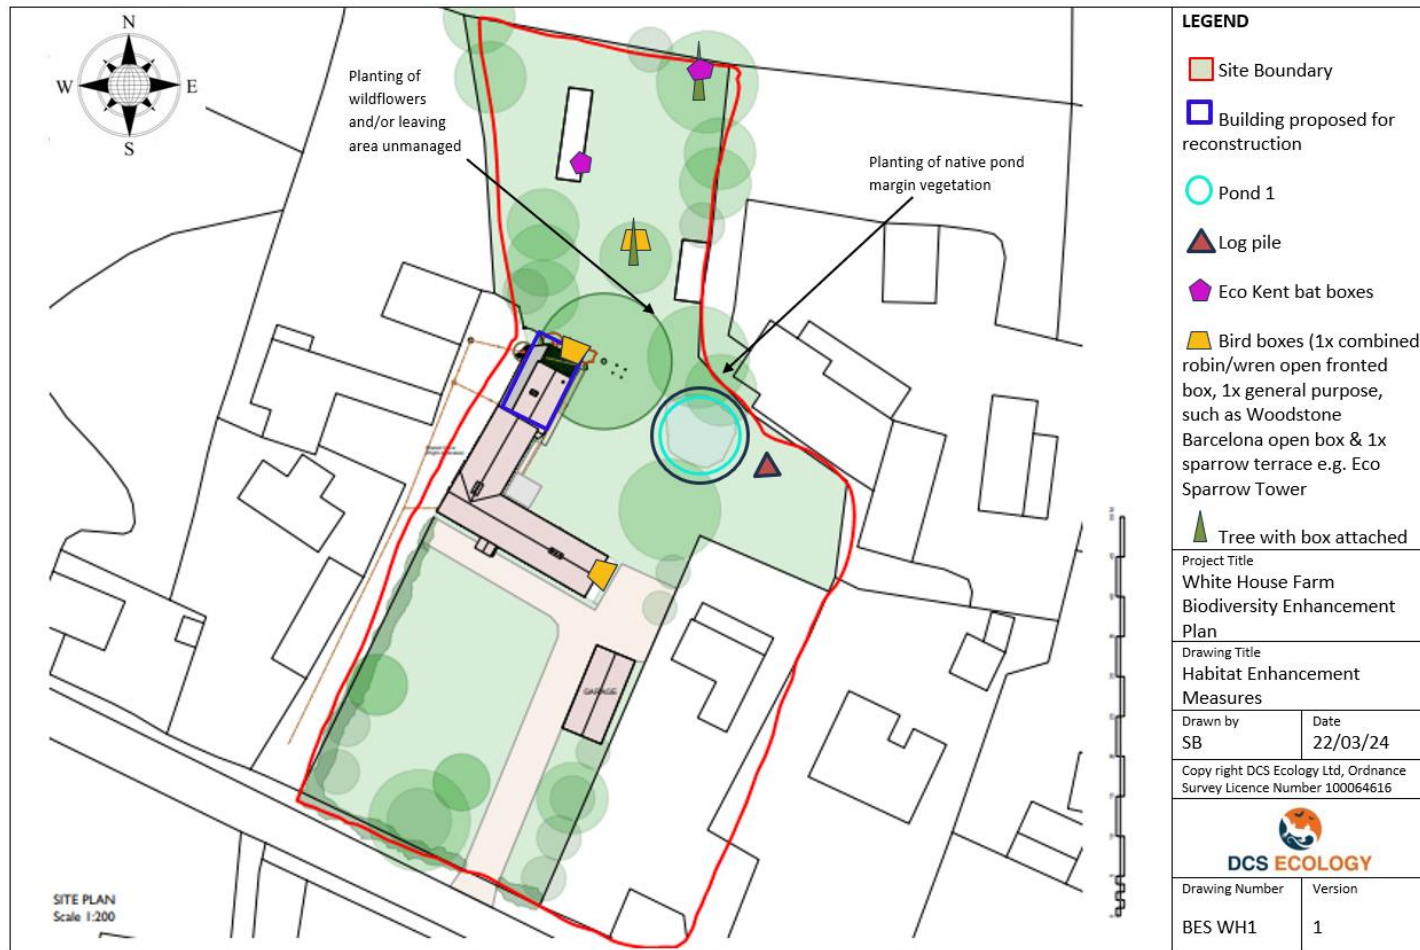 N
W
E
S
Planting of
wildflowers
and/or leaving
area unmanaged
Planting of native pond
margin vegetation
GARAGE
SITE PLAN
Scale 1:200
LEGEND
Site Boundary
Building proposed for
reconstruction
Pond 1
Log pile
Eco Kent bat boxes
Bird boxes (1x combined
robin/wren open fronted
box, 1x general purpose,
such as Woodstone
Barcelona open box & 1x
sparrow terrace e.g. Eco
Sparrow Tower
Tree with box attached
Project Title
White House Farm
Biodiversity Enhancement
Plan
Drawing Title
Habitat Enhancement
Measures
Drawn by
SB
Date
22/03/24
Copy right DCS Ecology Ltd, Ordnance
Survey Licence Number 100064616
DCS ECOLOGY
Drawing Number
BES WH1
Version
1